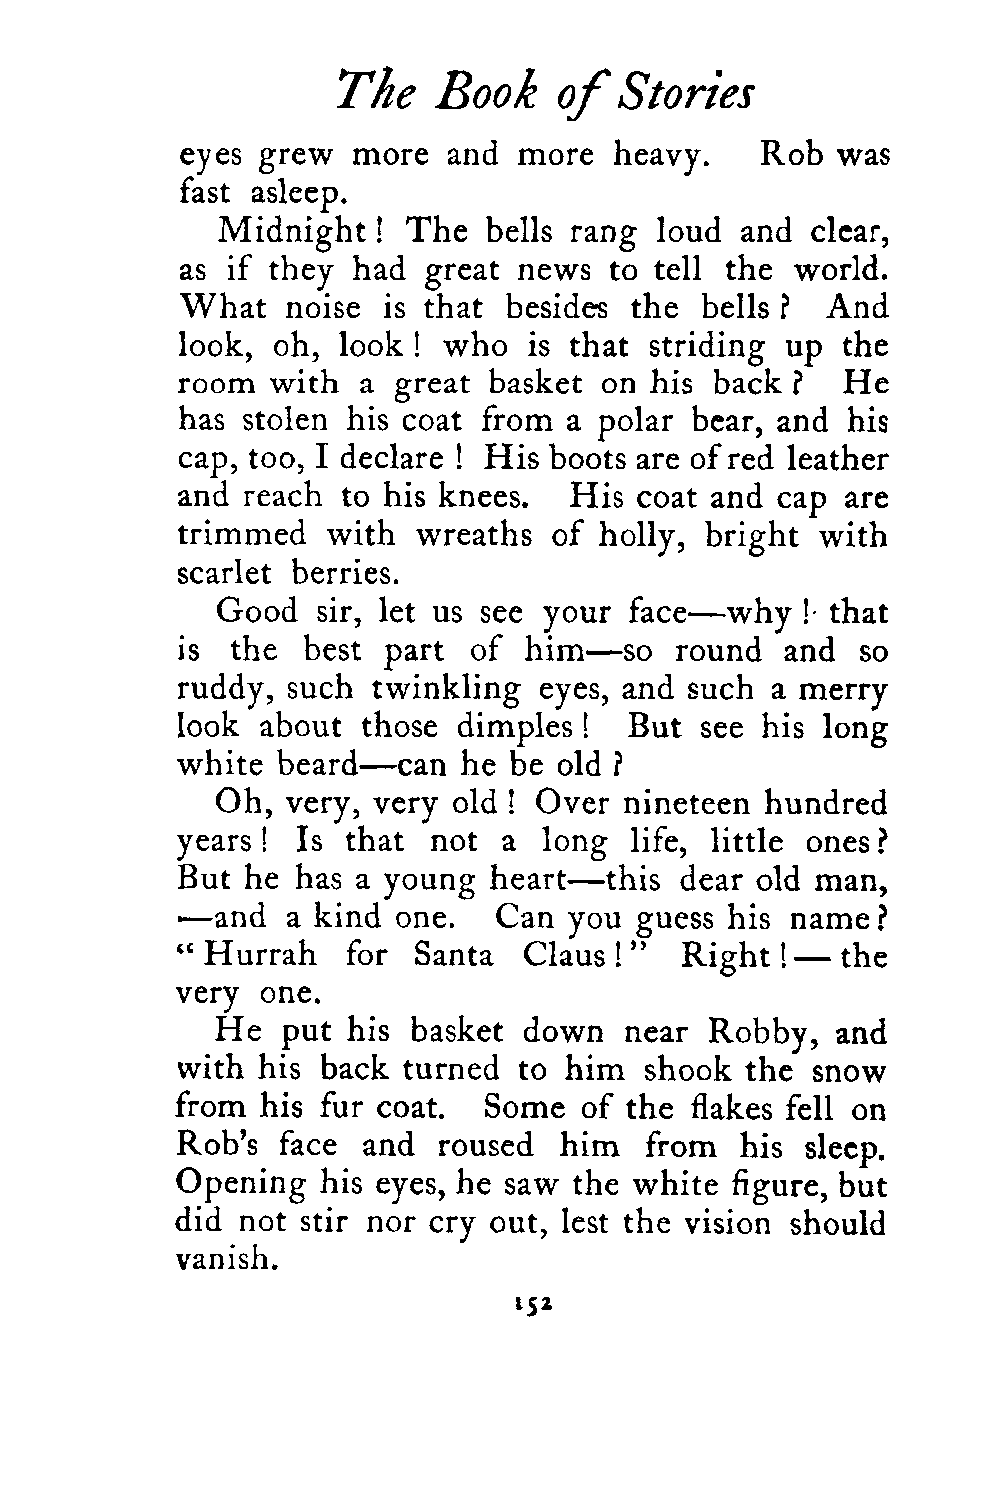 The Book of Stories
eyes grew more and more heavy. Rob was
fast asleep.
Midnight! The bells rang loud and clear,
as if they had great news to tell the world.
What noise is that besides the bells? And
look, oh, look! who is that striding up the
room with a great basket on his back? He
has stolen his coat from a polar bear, and his
cap, too, I declare! His boots are of red leather
and reach to his knees. His coat and cap are
trimmed with wreaths of holly, bright with
scarlet berries.
Good sir, let us see your face—why! that
is the best part of him—so round and so
ruddy, such twinkling eyes, and such a merry
look about those dimples! But see his long
white beard—can he be old?
Oh, very, very old! Over nineteen hundred
years! Is that not a long life, little ones?
But he has a young heart—this dear old man,
—and a kind one. Can you guess his name?
“Hurrah for Santa Claus!” Right!—the
very one.
He put his basket down near Robby, and
with his back turned to him shook the snow
from his fur coat. Some of the flakes fell on
Rob's face and roused him from his sleep.
Opening his eyes, he saw the white figure, but
did not stir nor cry out, lest the vision should
vanish.
152